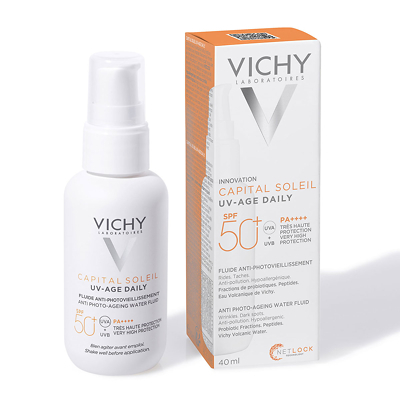 VICHY
LABORATOIRES
CAPITAL SOLEIL
UV-AGE DAILY
FLUIDE ANTI-PHOTOVIEILLISSEMENT
ANTI PHOTO-AGEING WATER FLUID
SPF
50+
UVA
+
UVB
PA++++
TRÈS HAUTE PROTECTION
VERY HIGH PROTECTION
Bien agiter avant emploi.
Shake well before application.
VICHY
LABORATOIRES
V
INNOVATION
CAPITAL SOLEIL
UV-AGE DAILY
SPF
50+
UVA
+
UVB
PA++++
TRÈS HAUTE
PROTECTION
VERY HIGH
PROTECTION
FLUIDE ANTI-PHOTOVIEILLISSEMENT
Rides, Taches.
Anti-pollution, Hypoallergénique.
Fractions de probiotiques. Peptides.
Eau Volcanique de Vichy.
ANTI PHOTO-AGEING WATER FLUID
Wrinkles, Dark spots.
Anti-pollution, Hypoallergenic.
Probiotic Fractions. Peptides.
Vichy Volcanic Water.
NETLOCK
40ml